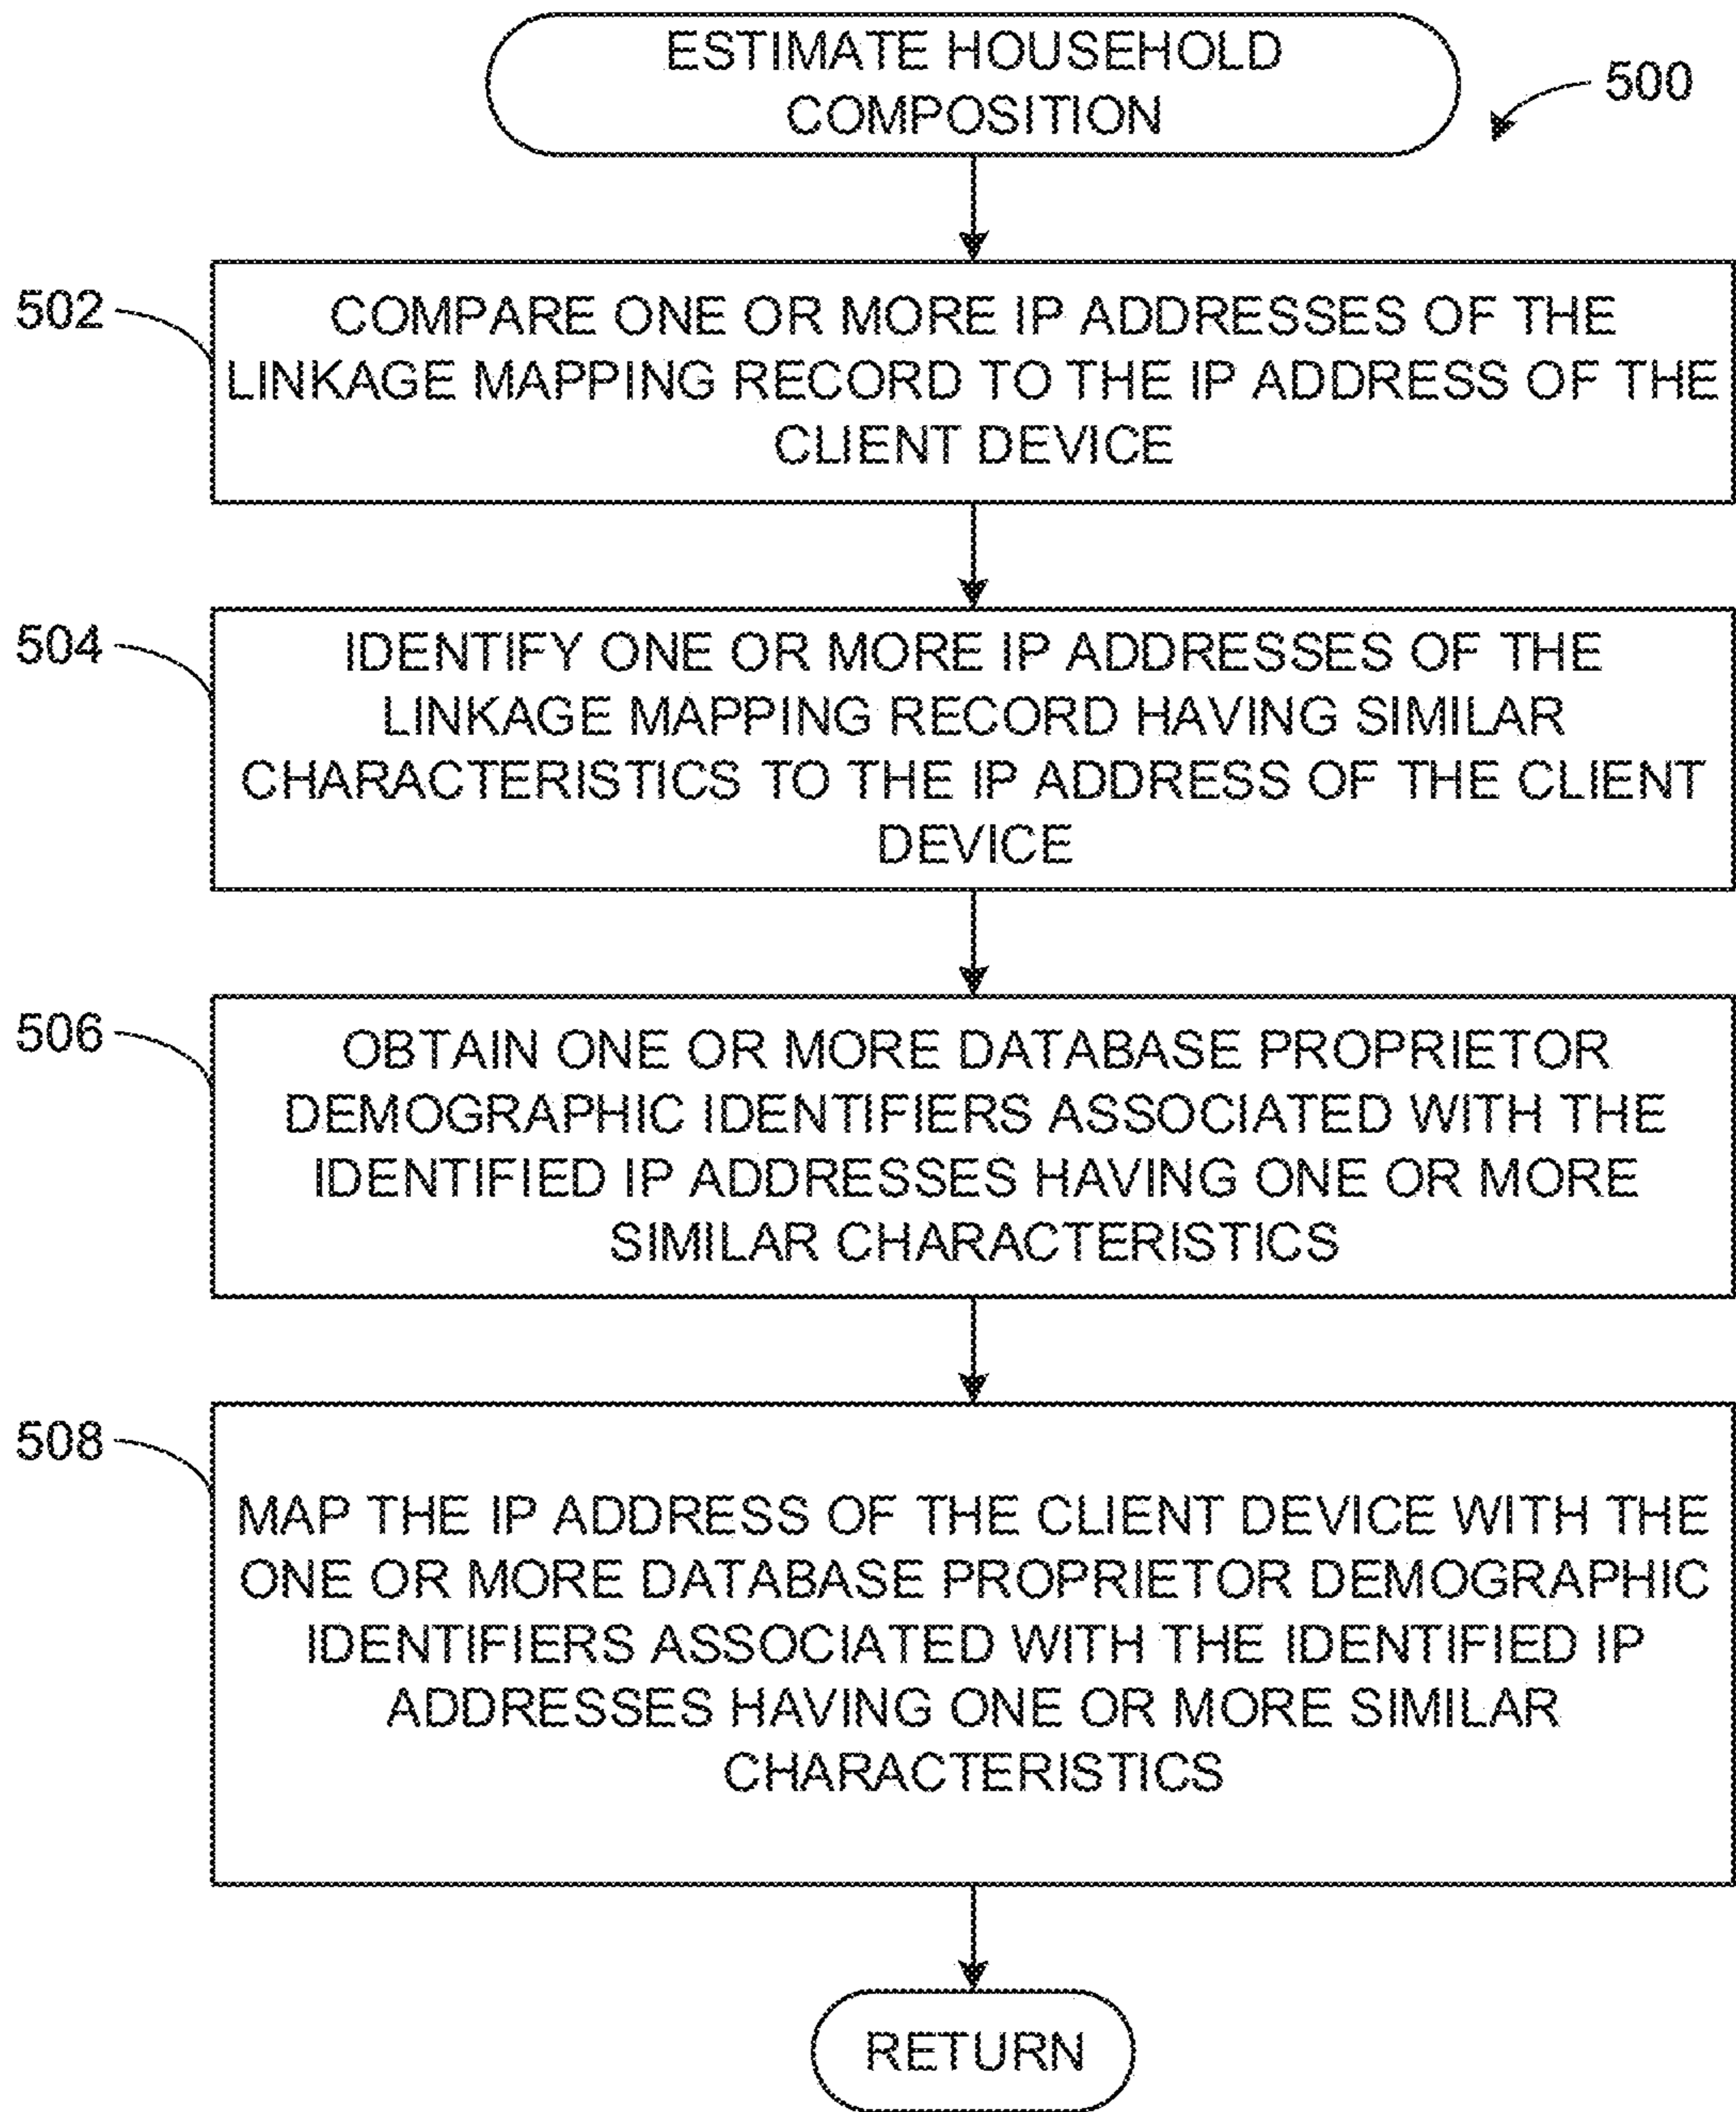 ESTIMATE HOUSEHOLD
COMPOSITION
500
502
COMPARE ONE OR MORE IP ADDRESSES OF THE
LINKAGE MAPPING RECORD TO THE IP ADDRESS OF THE
CLIENT DEVICE
504
IDENTIFY ONE OR MORE IP ADDRESSES OF THE
LINKAGE MAPPING RECORD HAVING SIMILAR
CHARACTERISTICS TO THE IP ADDRESS OF THE CLIENT
DEVICE
506
OBTAIN ONE OR MORE DATABASE PROPRIETOR
DEMOGRAPHIC IDENTIFIERS ASSOCIATED WITH THE
IDENTIFIED IP ADDRESSES HAVING ONE OR MORE
SIMILAR CHARACTERISTICS
508
MAP THE IP ADDRESS OF THE CLIENT DEVICE WITH THE
ONE OR MORE DATABASE PROPRIETOR DEMOGRAPHIC
IDENTIFIERS ASSOCIATED WITH THE IDENTIFIED IP
ADDRESSES HAVING ONE OR MORE SIMILAR
CHARACTERISTICS
RETURN